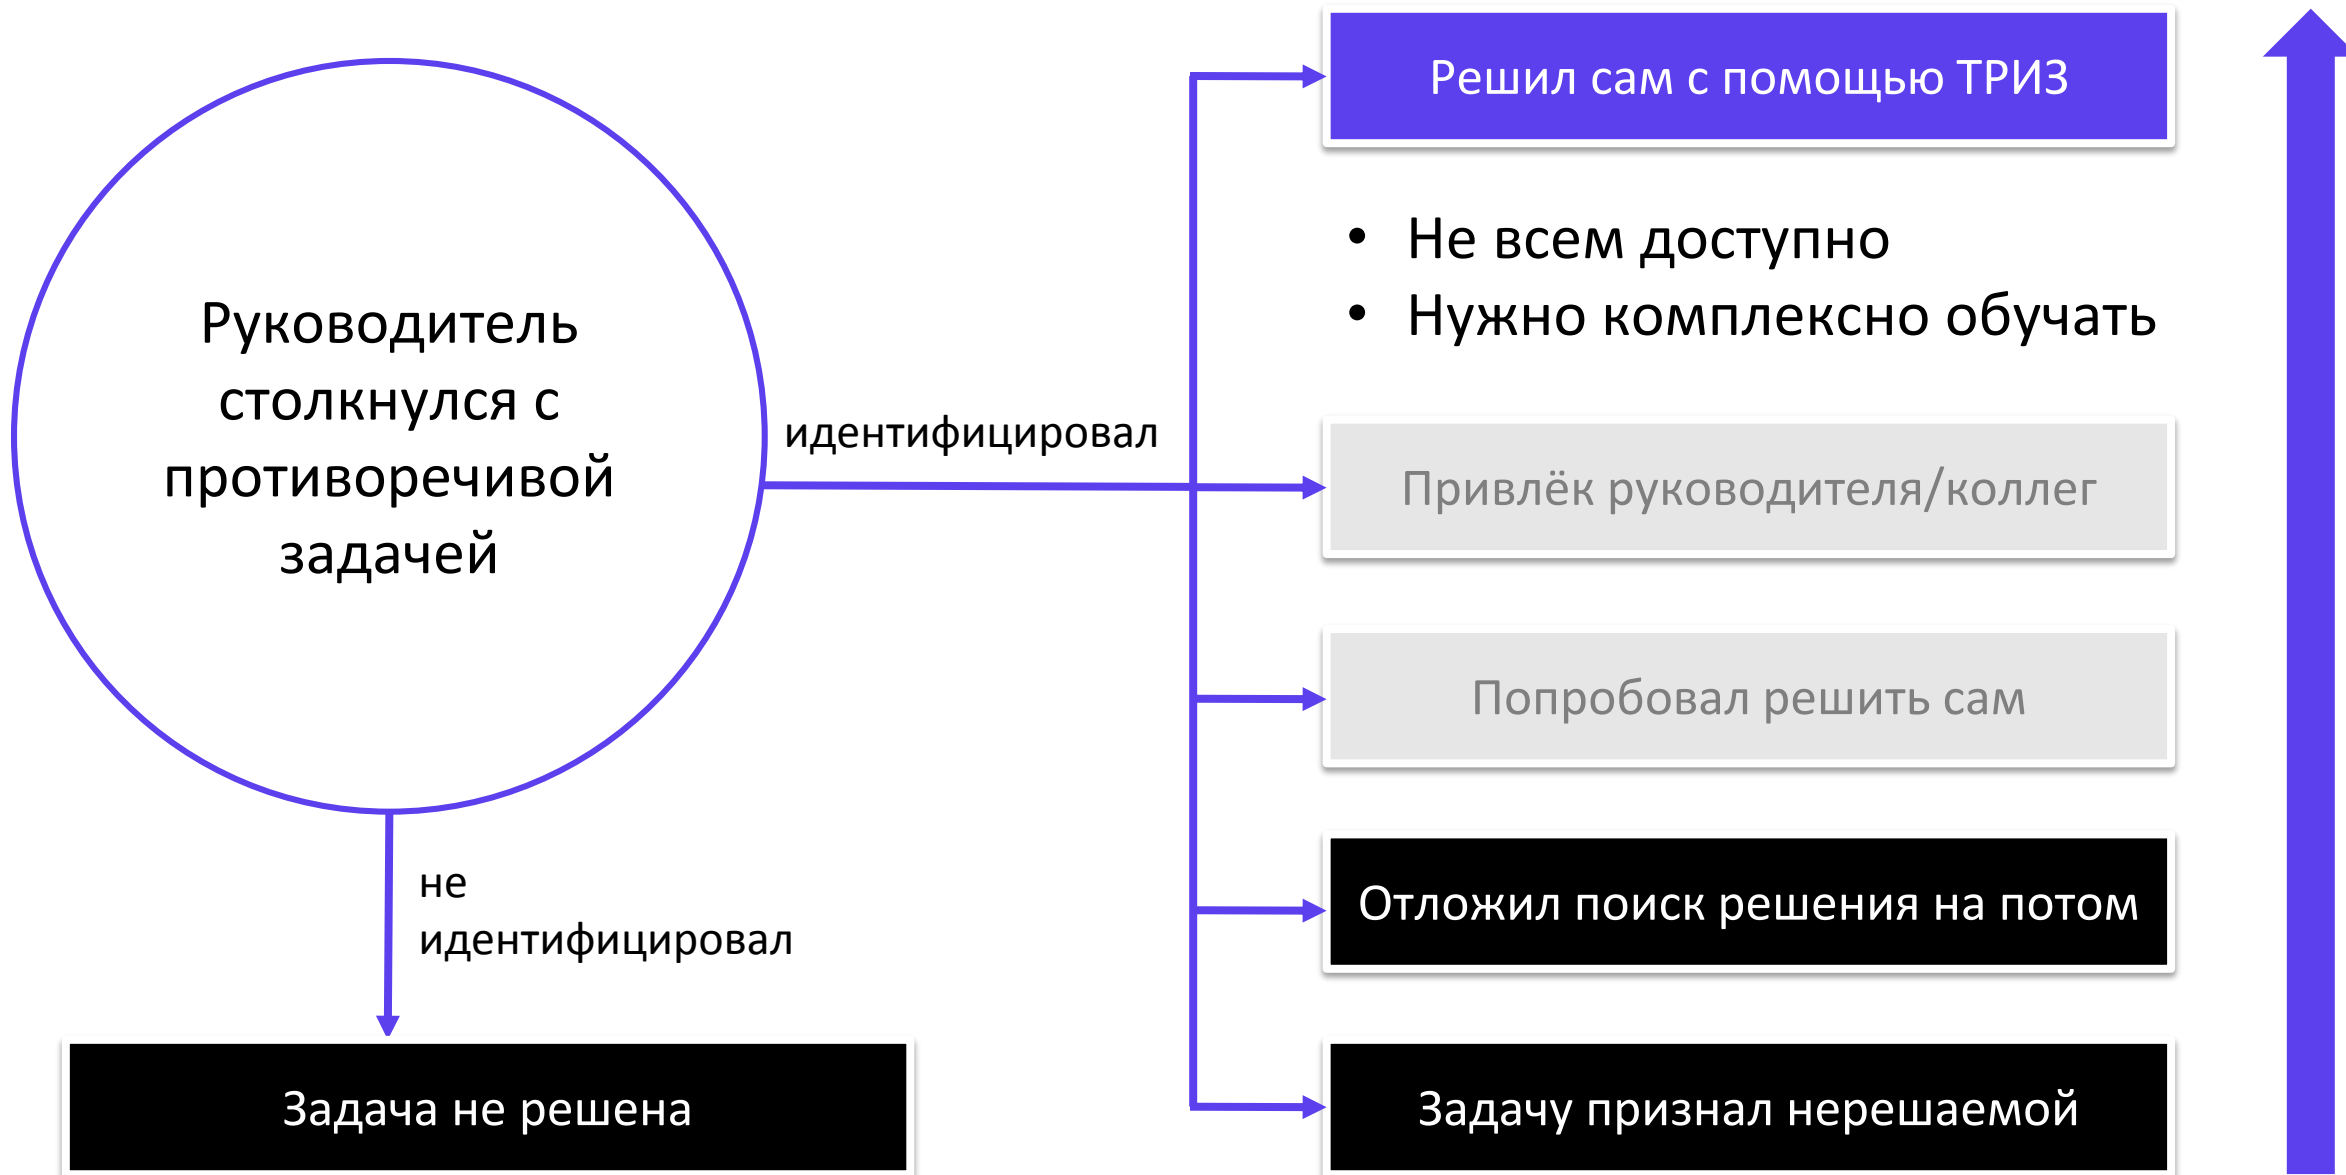 Руководитель
столкнулся с
противоречивой
задачей
идентифицировал
не
идентифицировал
Задача не решена
Решил сам с помощью ТРИЗ
• Не всем доступно
• Нужно комплексно обучать
Привлёк руководителя/коллег
Попробовал решить сам
Отложил поиск решения на потом
Задачу признал нерешаемой